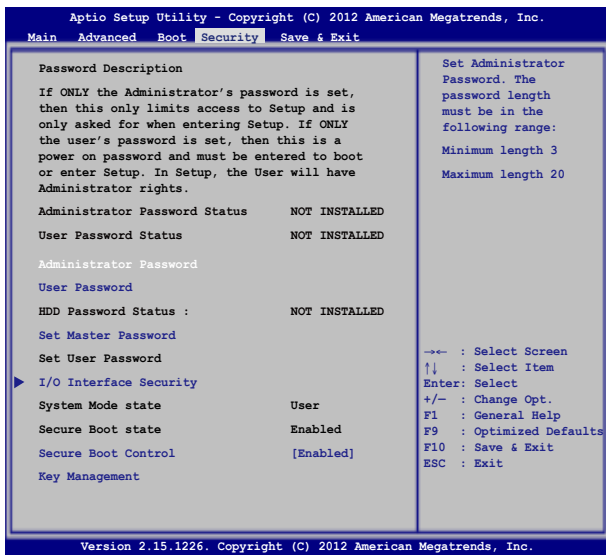 Aptio Setup Utility - Copyright (C) 2012 American Megatrends, Inc.
Main Advanced Boot Security Save & Exit
Password Description
If ONLY the Administrator's password is set,
then this only limits access to Setup and is
only asked for when entering Setup. If ONLY
the user's password is set, then this is a
power on password and must be entered to boot
or enter Setup. In Setup, the User will have
Administrator rights.
Administrator Password Status NOT INSTALLED
User Password Status NOT INSTALLED
Administrator Password
User Password
HDD Password Status : NOT INSTALLED
Set Master Password
Set User Password
I/O Interface Security
System Mode state User
Secure Boot state Enabled
Secure Boot Control [Enabled]
Key Management
Set Administrator
Password. The
password length
must be in the
following range:
Minimum length 3
Maximum length 20
→← : Select Screen
↑↓ : Select Item
Enter: Select
+/— : Change Opt.
F1 : General Help
F9 : Optimized Defaults
F10 : Save & Exit
ESC : Exit
Version 2.15.1226. Copyright (C) 2012 American Megatrends, Inc.